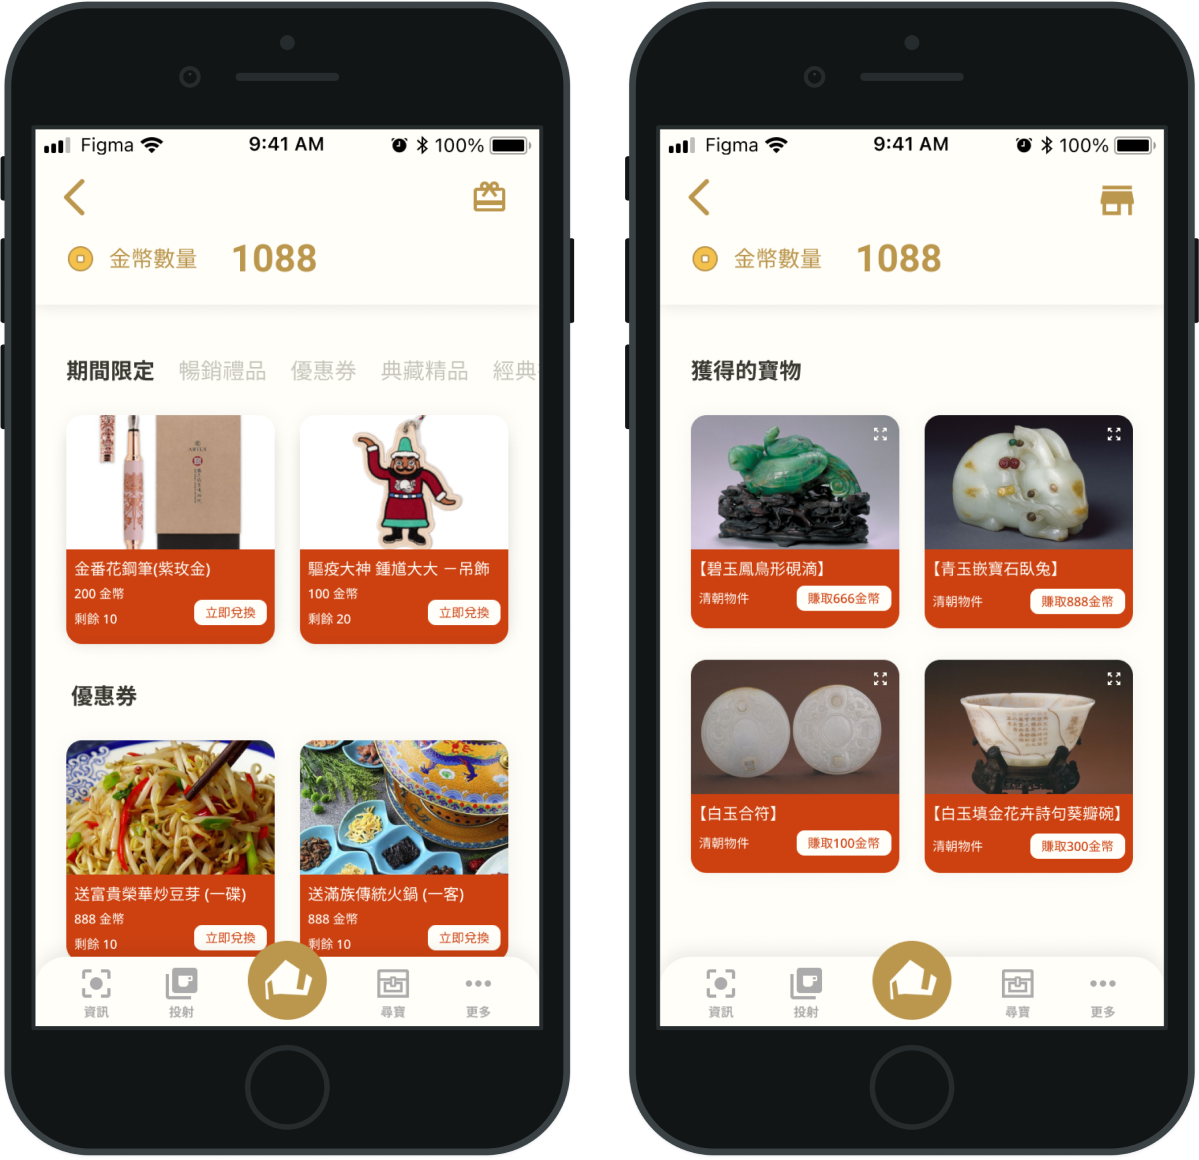 Figma
9:41 AM
100%
金幣數量 1088
期間限定 暢銷禮品 優惠券 典藏精品 經典
金番花鋼筆(紫玫金)
200 金幣
剩餘 10
立即兌換
驅疫大神 鍾馗大大 －吊飾
100 金幣
剩餘 20
立即兌換
優惠券
送富貴榮華炒豆芽 (一碟)
888 金幣
剩餘 10
立即兌換
送滿族傳統火鍋 (一客)
888 金幣
剩餘 10
立即兌換
資訊 投射 尋寶 更多
Figma
9:41 AM
100%
金幣數量 1088
獲得的寶物
【碧玉鳳鳥形硯滴】
清朝物件
賺取666金幣
【青玉嵌寶石臥兔】
清朝物件
賺取888金幣
【白玉合符】
清朝物件
賺取100金幣
【白玉填金花卉詩句葵瓣碗】
清朝物件
賺取300金幣
資訊 投射 尋寶 更多